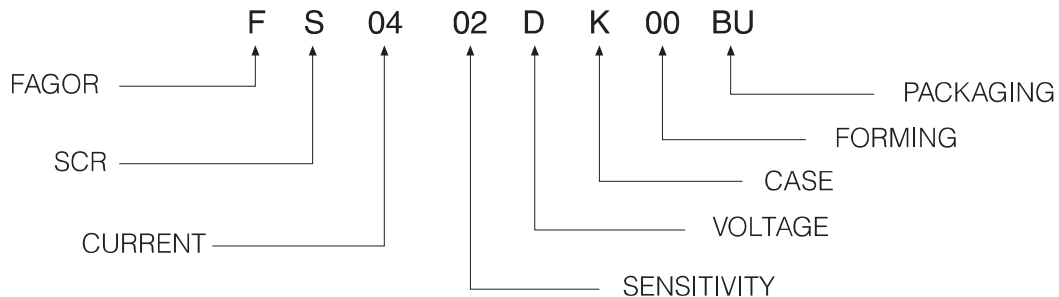 F S 04 02 D K 00 BU
FAGOR
PACKAGING
FORMING
SCR
CASE
VOLTAGE
CURRENT
SENSITIVITY